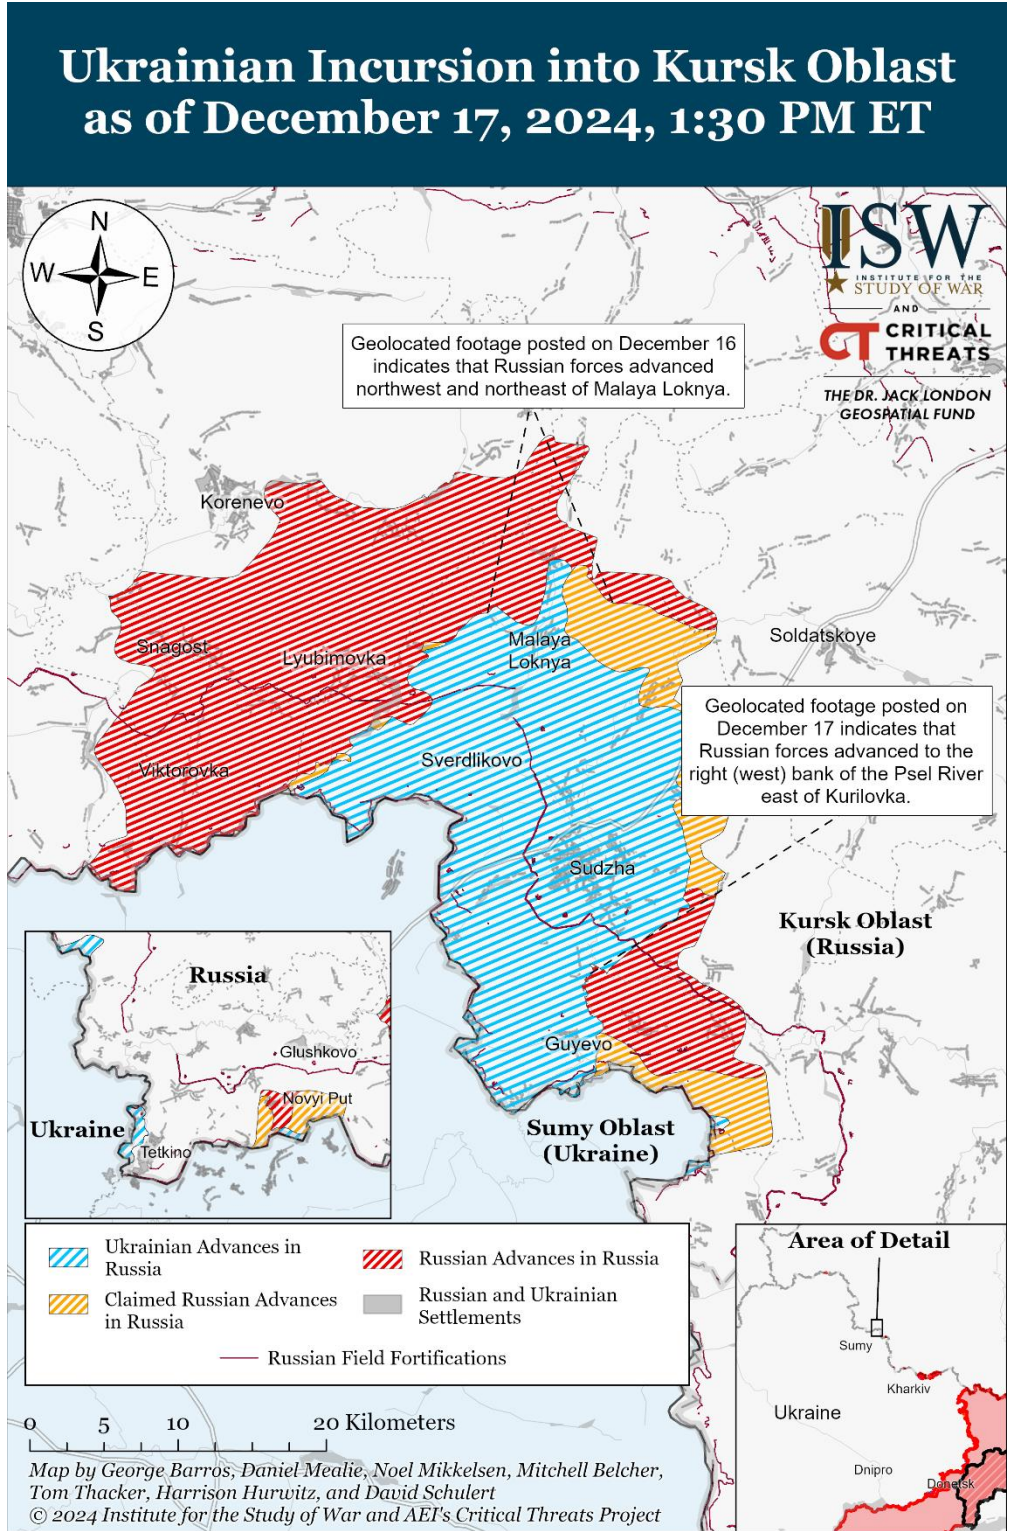 Ukrainian Incursion into Kursk Oblast
as of December 17, 2024, 1:30 PM ET
N
W
E
S
ISW
INSTITUTE FOR THE
STUDY OF WAR
AND
CT CRITICAL
THREATS
THE DR. JACK LONDON
GEOSPATIAL FUND
Geolocated footage posted on December 16
indicates that Russian forces advanced
northwest and northeast of Malaya Loknya.
Korenevo
Snagost
Lyubimovka
Malaya
Loknya
Soldatskoye
Geolocated footage posted on
December 17 indicates that
Russian forces advanced to the
right (west) bank of the Psel River
east of Kurilovka.
Viktorovka
Sverdlikovo
Sudzha
Kursk Oblast
(Russia)
Guyevo
Sumy Oblast
(Ukraine)
Russia
Glushkovo
Novyi Put
Ukraine
Tetkino
Ukrainian Advances in
Russia
Russian Advances in Russia
Claimed Russian Advances
in Russia
Russian and Ukrainian
Settlements
Russian Field Fortifications
Area of Detail
Sumy
Kharkiv
Ukraine
Dnipro
Donetsk
0 5 10 20 Kilometers
Map by George Barros, Daniel Mealie, Noel Mikkelsen, Mitchell Belcher,
Tom Thacker, Harrison Hurwitz, and David Schulert
© 2024 Institute for the Study of War and AEI's Critical Threats Project